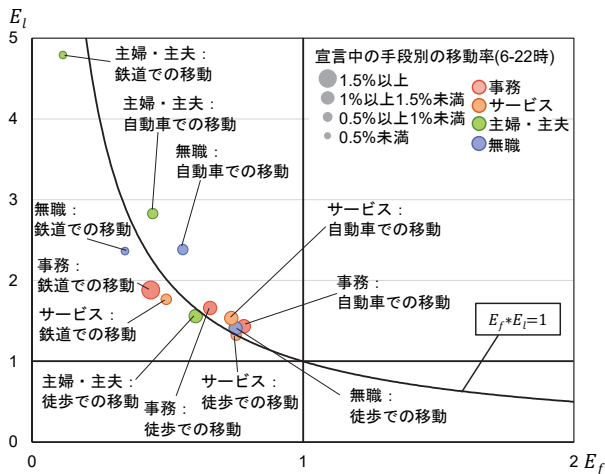 E_l
5
4
3
2
1
0
宣言中の手段別の移動率(6-22時)
1.5%以上
1%以上1.5%未満
0.5%以上1%未満
0.5%未満
事務
サービス
主婦・主夫
無職
主婦・主夫：
鉄道での移動
主婦・主夫：
自動車での移動
無職：
自動車での移動
無職：
鉄道での移動
サービス：
自動車での移動
事務：
鉄道での移動
事務：
自動車での移動
サービス：
鉄道での移動
E_f*E_l=1
主婦・主夫：
徒歩での移動
事務：
徒歩での移動
サービス：
徒歩での移動
無職：
徒歩での移動
0
1
2
E_f